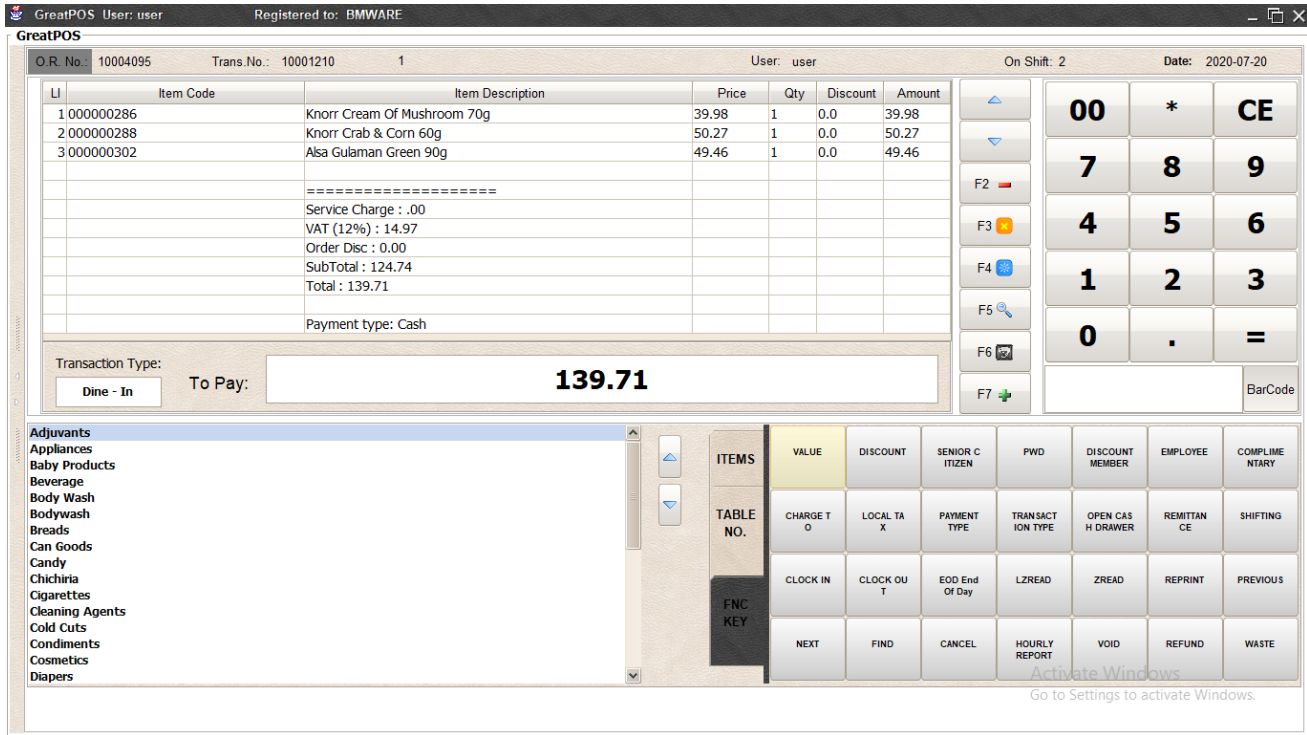 GreatPOS User: user Registered to: BMWARE
GreatPOS
O.R. No.: 10004095 Trans.No.: 10001210 1 User: user On Shift: 2 Date: 2020-07-20
LI Item Code Item Description Price Qty Discount Amount
1 000000286 Knorr Cream Of Mushroom 70g 39.98 1 0.0 39.98
2 000000288 Knorr Crab & Corn 60g 50.27 1 0.0 50.27
3 000000302 Alsa Gulaman Green 90g 49.46 1 0.0 49.46
====================
Service Charge : .00
VAT (12%) : 14.97
Order Disc : 0.00
SubTotal : 124.74
Total : 139.71
Payment type: Cash
Transaction Type:
Dine - In
To Pay: 139.71
F2
F3
F4
F5
F6
F7
00 * CE
7 8 9
4 5 6
1 2 3
0 . =
BarCode
Adjuvants
Appliances
Baby Products
Beverage
Body Wash
Bodywash
Breads
Can Goods
Candy
Chichiria
Cigarettes
Cleaning Agents
Cold Cuts
Condiments
Cosmetics
Diapers
ITEMS
TABLE
NO.
FNC
KEY
VALUE
DISCOUNT
SENIOR C
ITIZEN
PWD
DISCOUNT
MEMBER
EMPLOYEE
COMPLIME
NTARY
CHARGE T
O
LOCAL TA
X
PAYMENT
TYPE
TRANSACT
ION TYPE
OPEN CAS
H DRAWER
REMITTAN
CE
SHIFTING
CLOCK IN
CLOCK OU
T
EOD End
Of Day
LZREAD
ZREAD
REPRINT
PREVIOUS
NEXT
FIND
CANCEL
HOURLY
REPORT
VOID
REFUND
WASTE
Activate Windows
Go to Settings to activate Windows.